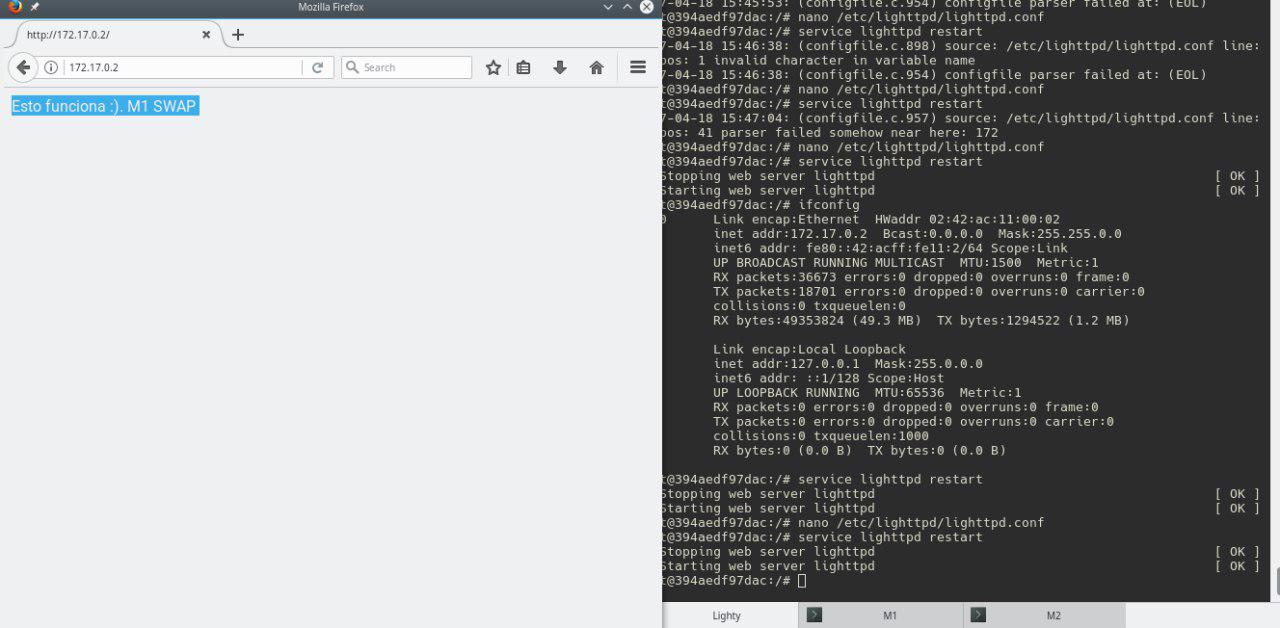 Mozilla Firefox
http://172.17.0.2/
172.17.0.2
Search
Esto funciona :). M1 SWAP
7-04-18 15:45:53: (configfile.c.954) configfile parser failed at: (EOL)
t@394aedf97dac:/# nano /etc/lighttpd/lighttpd.conf
t@394aedf97dac:/# service lighttpd restart
7-04-18 15:46:38: (configfile.c.898) source: /etc/lighttpd/lighttpd.conf line:
pos: 1 invalid character in variable name
7-04-18 15:46:38: (configfile.c.954) configfile parser failed at: (EOL)
t@394aedf97dac:/# nano /etc/lighttpd/lighttpd.conf
t@394aedf97dac:/# service lighttpd restart
7-04-18 15:47:04: (configfile.c.957) source: /etc/lighttpd/lighttpd.conf line:
pos: 41 parser failed somehow near here: 172
t@394aedf97dac:/# nano /etc/lighttpd/lighttpd.conf
t@394aedf97dac:/# service lighttpd restart
Stopping web server lighttpd [ OK ]
Starting web server lighttpd [ OK ]
t@394aedf97dac:/# ifconfig
0 Link encap:Ethernet HWaddr 02:42:ac:11:00:02
inet addr:172.17.0.2 Bcast:0.0.0.0 Mask:255.255.0.0
inet6 addr: fe80::42:acff:fe11:2/64 Scope:Link
UP BROADCAST RUNNING MULTICAST MTU:1500 Metric:1
RX packets:36673 errors:0 dropped:0 overruns:0 frame:0
TX packets:18701 errors:0 dropped:0 overruns:0 carrier:0
collisions:0 txqueuelen:0
RX bytes:49353824 (49.3 MB) TX bytes:1294522 (1.2 MB)
Link encap:Local Loopback
inet addr:127.0.0.1 Mask:255.0.0.0
inet6 addr: ::1/128 Scope:Host
UP LOOPBACK RUNNING MTU:65536 Metric:1
RX packets:0 errors:0 dropped:0 overruns:0 frame:0
TX packets:0 errors:0 dropped:0 overruns:0 carrier:0
collisions:0 txqueuelen:1000
RX bytes:0 (0.0 B) TX bytes:0 (0.0 B)
t@394aedf97dac:/# service lighttpd restart
Stopping web server lighttpd [ OK ]
Starting web server lighttpd [ OK ]
t@394aedf97dac:/# nano /etc/lighttpd/lighttpd.conf
t@394aedf97dac:/# service lighttpd restart
Stopping web server lighttpd [ OK ]
Starting web server lighttpd [ OK ]
t@394aedf97dac:/#
Lighty
M1
M2